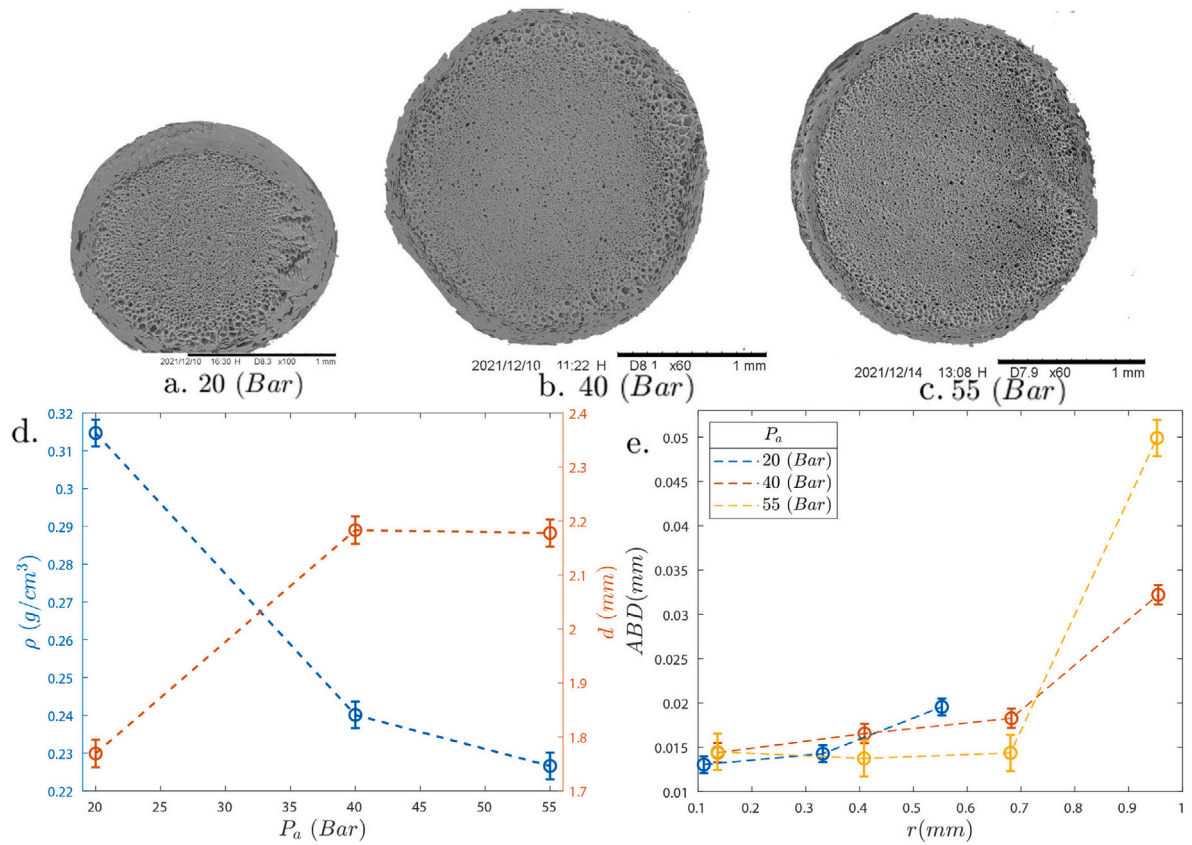 2021/12/10 16:30 H D8.3 x100 1 mm
a. 20 (Bar)
2021/12/10 11:22 H D8 1 x60 1 mm
b. 40 (Bar)
2021/12/14 13:08 H D7.9 x60 1 mm
c. 55 (Bar)
d.
0.32
0.31
0.3
0.29
0.28
0.27
0.26
0.25
0.24
0.23
0.22
ρ (g/cm³)
2.4
2.3
2.2
2.1
2
1.9
1.8
1.7
d (mm)
20 25 30 35 40 45 50 55
Pₐ (Bar)
e.
Pₐ
20 (Bar)
40 (Bar)
55 (Bar)
0.05
0.045
0.04
0.035
0.03
0.025
0.02
0.015
0.01
ABD(mm)
0.1 0.2 0.3 0.4 0.5 0.6 0.7 0.8 0.9 1
r(mm)